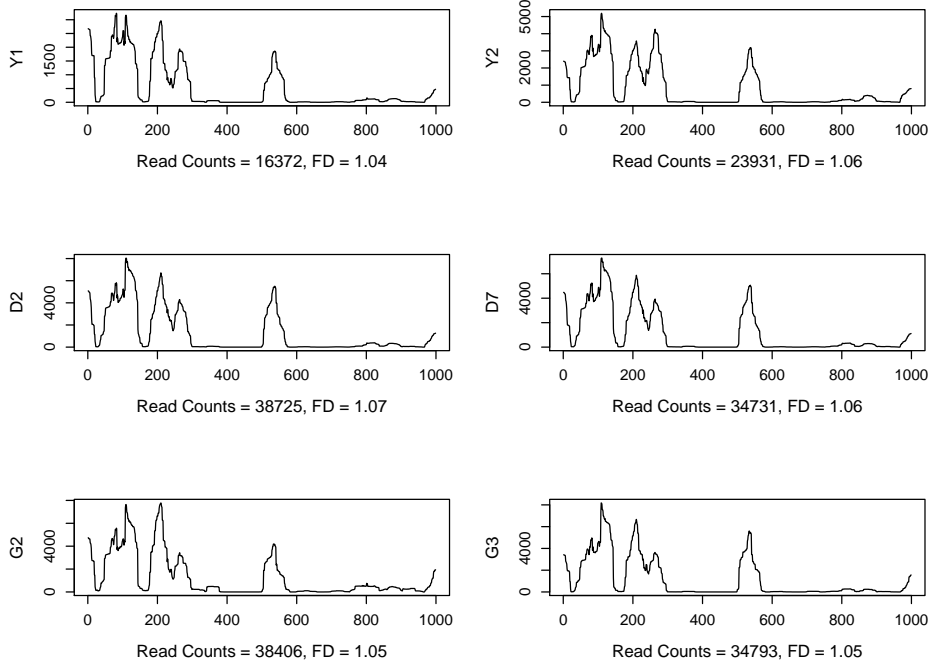 Y1
0 1500
0 200 400 600 800 1000
Read Counts = 16372, FD = 1.04
Y2
0 2000 5000
0 200 400 600 800 1000
Read Counts = 23931, FD = 1.06
D2
0 4000
0 200 400 600 800 1000
Read Counts = 38725, FD = 1.07
D7
0 4000
0 200 400 600 800 1000
Read Counts = 34731, FD = 1.06
G2
0 4000
0 200 400 600 800 1000
Read Counts = 38406, FD = 1.05
G3
0 4000
0 200 400 600 800 1000
Read Counts = 34793, FD = 1.05